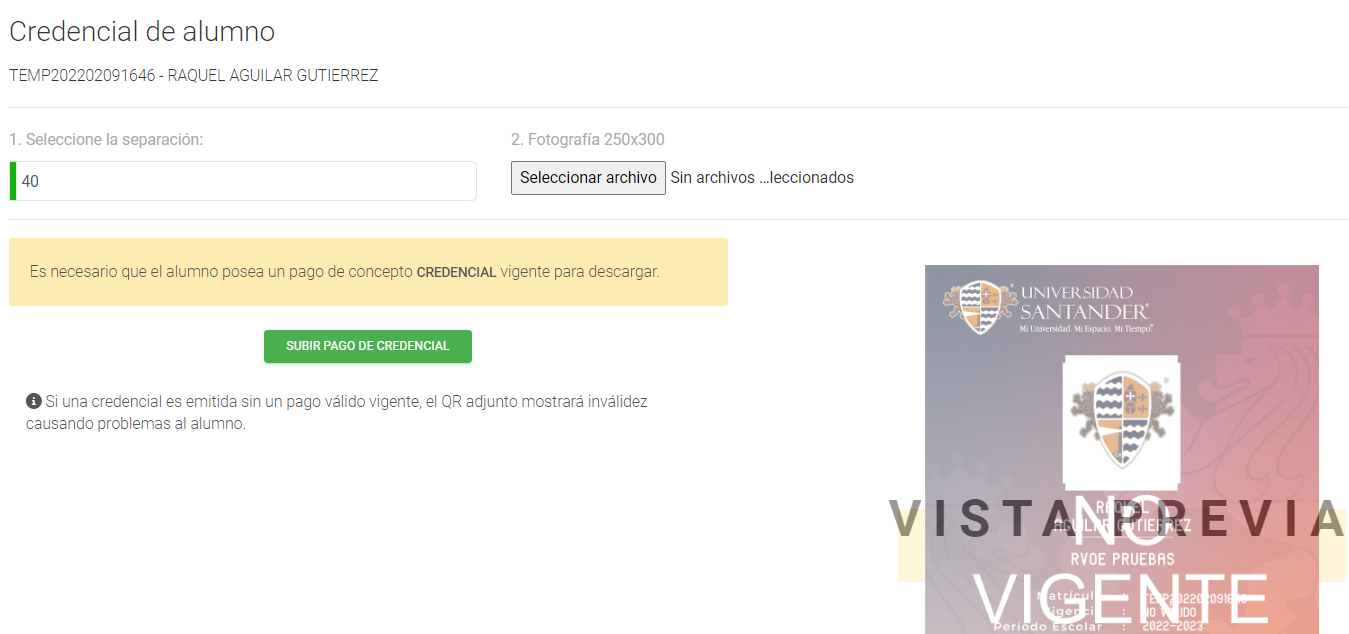 Credencial de alumno
TEMP202202091646 - RAQUEL AGUILAR GUTIERREZ
1. Seleccione la separación:
2. Fotografía 250x300
40
Seleccionar archivo Sin archivos ...leccionados
Es necesario que el alumno posea un pago de concepto CREDENCIAL vigente para descargar.
SUBIR PAGO DE CREDENCIAL
Si una credencial es emitida sin un pago válido vigente, el QR adjunto mostrará inválidez
causando problemas al alumno.
UNIVERSIDAD
SANTANDER
Mi Universidad. Mi Espacio. Mi Tiempo
RAQUEL
AGUILAR GUTIERREZ
NO
VISTA PREVIA
RVOE PRUEBAS
VIGENTE
Matrícula : TEMP202202091646
Vigencia : NO VALIDO
Período Escolar : 2022-2023